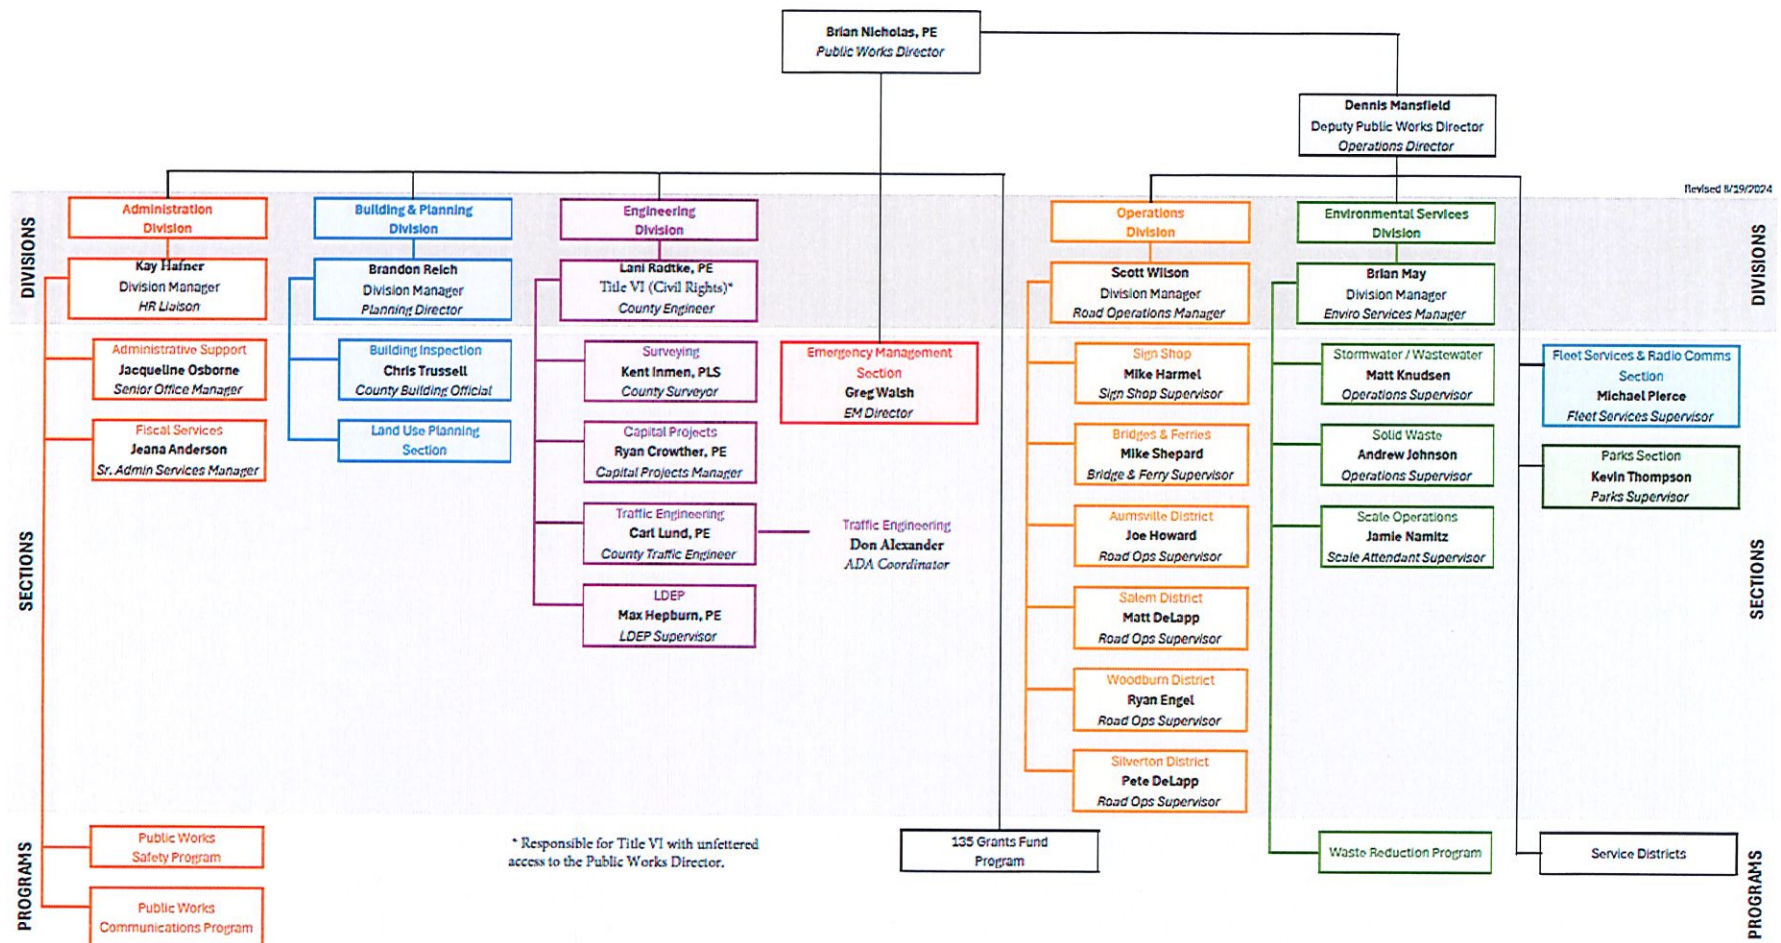 Brian Nicholas, PE
Public Works Director
Dennis Mansfield
Deputy Public Works Director
Operations Director
Revised 8/19/2024
DIVISIONS
Administration
Division
Kay Hafner
Division Manager
HR Liaison
Building & Planning
Division
Brandon Reich
Division Manager
Planning Director
Engineering
Division
Lani Radtke, PE
Title VI (Civil Rights)*
County Engineer
Operations
Division
Scott Wilson
Division Manager
Road Operations Manager
Environmental Services
Division
Brian May
Division Manager
Enviro Services Manager
DIVISIONS
SECTIONS
Administrative Support
Jacqueline Osborne
Senior Office Manager
Fiscal Services
Jeana Anderson
Sr. Admin Services Manager
Building Inspection
Chris Trussell
County Building Official
Land Use Planning
Section
Surveying
Kent Inmen, PLS
County Surveyor
Capital Projects
Ryan Crowther, PE
Capital Projects Manager
Traffic Engineering
Carl Lund, PE
County Traffic Engineer
Traffic Engineering
Don Alexander
ADA Coordinator
LDEP
Max Hepburn, PE
LDEP Supervisor
Emergency Management
Section
Greg Walsh
EM Director
Sign Shop
Mike Harmel
Sign Shop Supervisor
Bridges & Ferries
Mike Shepard
Bridge & Ferry Supervisor
Aumsville District
Joe Howard
Road Ops Supervisor
Salem District
Matt DeLapp
Road Ops Supervisor
Woodburn District
Ryan Engel
Road Ops Supervisor
Silverton District
Pete DeLapp
Road Ops Supervisor
Stormwater / Wastewater
Matt Knudsen
Operations Supervisor
Solid Waste
Andrew Johnson
Operations Supervisor
Scale Operations
Jamie Namitz
Scale Attendant Supervisor
Fleet Services & Radio Comms
Section
Michael Pierce
Fleet Services Supervisor
Parks Section
Kevin Thompson
Parks Supervisor
SECTIONS
PROGRAMS
Public Works
Safety Program
Public Works
Communications Program
* Responsible for Title VI with unfettered
access to the Public Works Director.
135 Grants Fund
Program
Waste Reduction Program
Service Districts
PROGRAMS